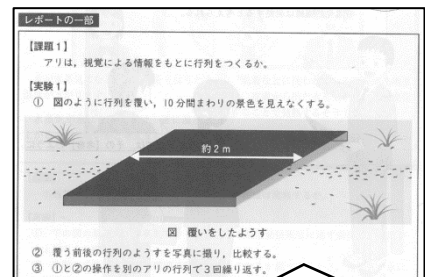 レポートの一部
【課題1】
アリは，視覚による情報をもとに行列をつくるか。
【実験1】
① 図のように行列を覆い，10分間まわりの景色を見えなくする。
約2m
図 覆いをしたようす
② 覆う前後の行列のようすを写真に撮り，比較する。
③ ①と②の操作を別のアリの行列で3回繰り返す。